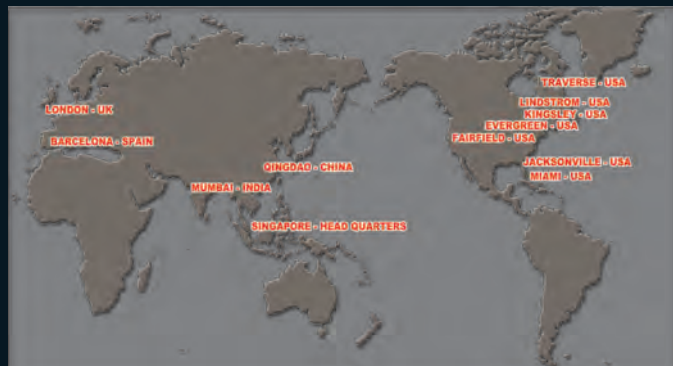 TRAVERSE - USA
LINDSTROM - USA
LONDON - UK
KINGSLEY - USA
EVERGREEN - USA
FAIRFIELD - USA
BARCELONA - SPAIN
JACKSONVILLE - USA
QINGDAO - CHINA
MIAMI - USA
MUMBAI - INDIA
SINGAPORE - HEAD QUARTERS